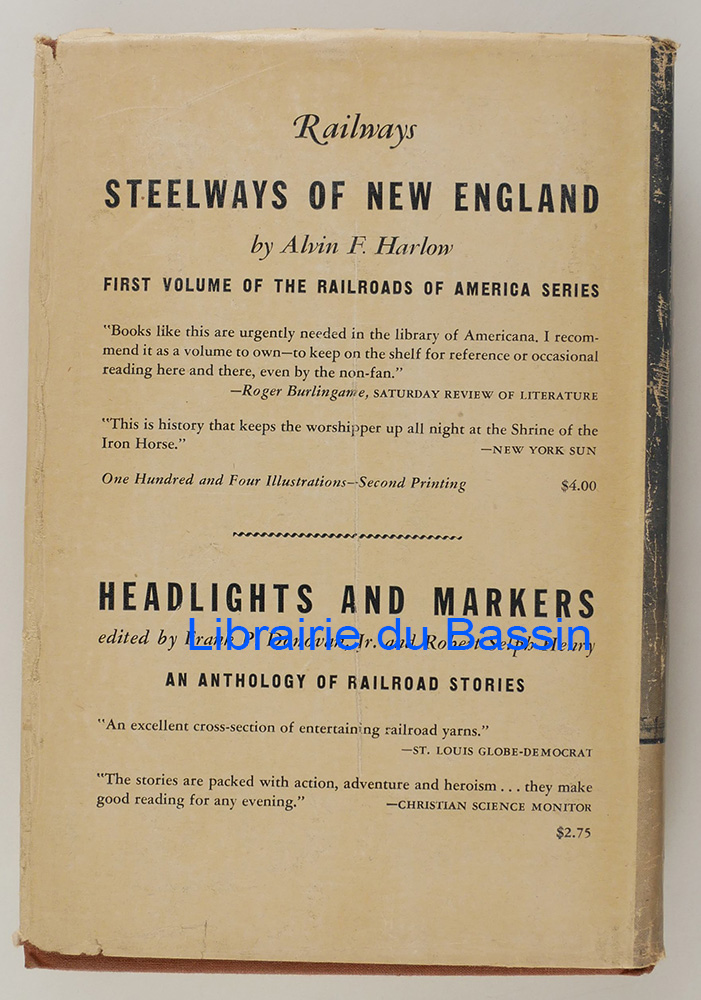 Railways
STEELWAYS OF NEW ENGLAND
by Alvin F. Harlow
FIRST VOLUME OF THE RAILROADS OF AMERICA SERIES
"Books like this are urgently needed in the library of Americana. I recom-
mend it as a volume to own—to keep on the shelf for reference or occasional
reading here and there, even by the non-fan."
—Roger Burlingame, SATURDAY REVIEW OF LITERATURE
"This is history that keeps the worshipper up all night at the Shrine of the
Iron Horse." —NEW YORK SUN
One Hundred and Four Illustrations—Second Printing $4.00
HEADLIGHTS AND MARKERS
edited by Frank P. Donovan, Jr. and Robert Selph Henry
Librairie du Bassin
AN ANTHOLOGY OF RAILROAD STORIES
"An excellent cross-section of entertaining railroad yarns."
—ST. LOUIS GLOBE-DEMOCRAT
"The stories are packed with action, adventure and heroism . . . they make
good reading for any evening." —CHRISTIAN SCIENCE MONITOR
$2.75